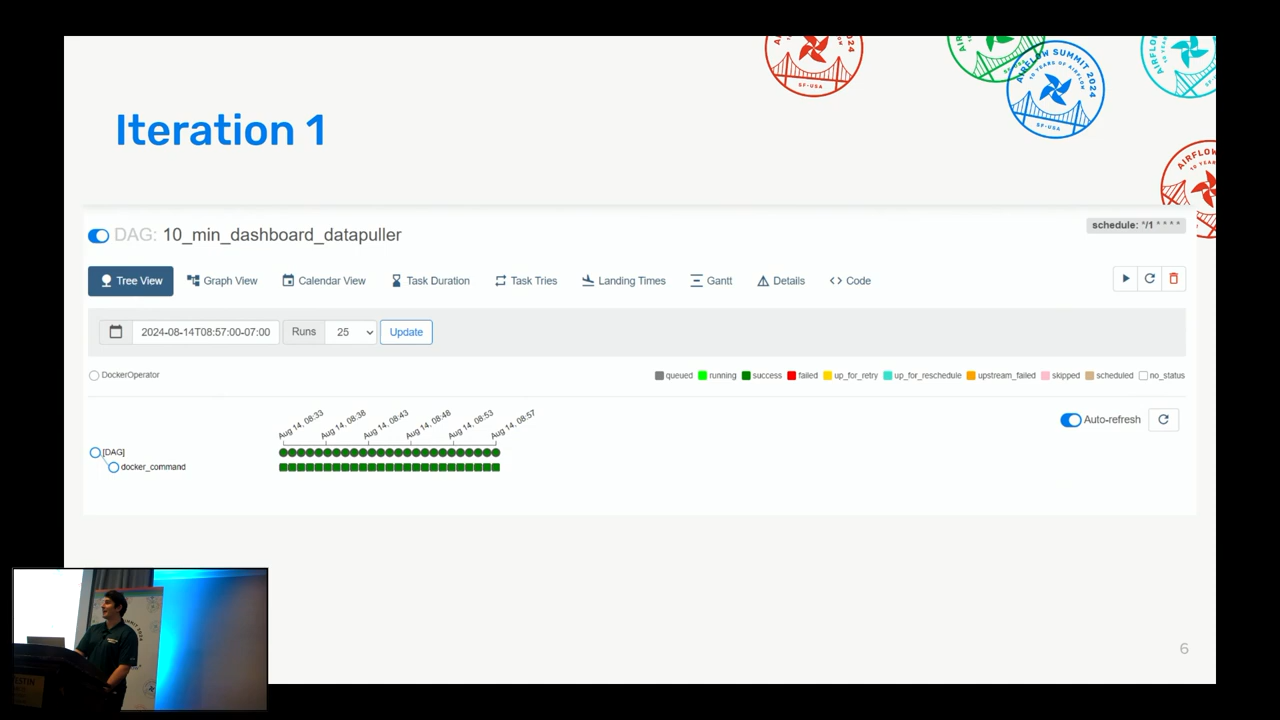 AIRFLOW SUMMIT 2024
10 YEARS OF AIRFLOW
SF-USA
SF-USA
Iteration 1
DAG: 10_min_dashboard_datapuller
schedule: */1 * * * *
Tree View Graph View Calendar View Task Duration Task Tries Landing Times Gantt Details Code
2024-08-14T08:57:00-07:00 Runs 25 Update
DockerOperator queued running success failed up_for_retry up_for_reschedule upstream_failed skipped scheduled no_status
Aug 14, 08:33 Aug 14, 08:38 Aug 14, 08:43 Aug 14, 08:48 Aug 14, 08:53 Aug 14, 08:57
Auto-refresh
[DAG]
docker_command
6